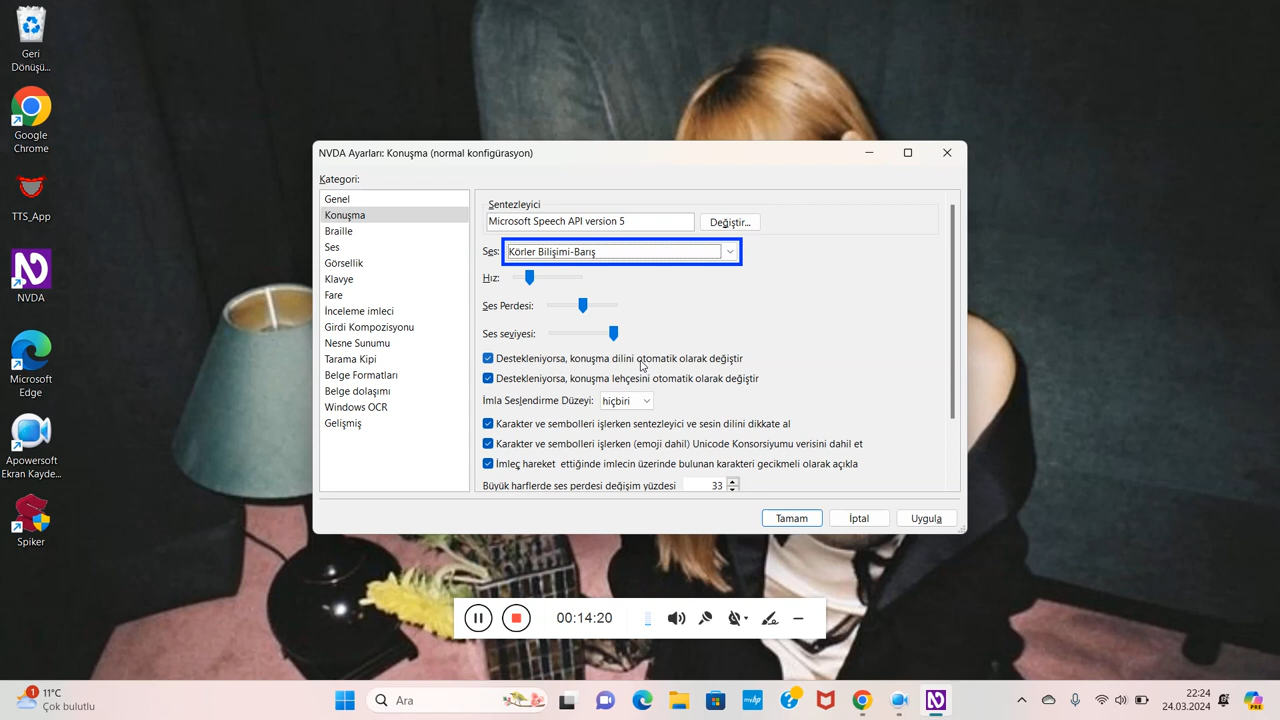 Geri
Dönüşü...
Google
Chrome
TTS_App
NVDA
Microsoft
Edge
Apowersoft
Ekran Kayde...
Spiker
NVDA Ayarları: Konuşma (normal konfigürasyon)
Kategori:
Genel
Konuşma
Braille
Ses
Görsellik
Klavye
Fare
İnceleme imleci
Girdi Kompozisyonu
Nesne Sunumu
Tarama Kipi
Belge Formatları
Belge dolaşımı
Windows OCR
Gelişmiş
Sentezleyici
Microsoft Speech API version 5
Değiştir...
Ses: Körler Bilişimi-Barış
Hız:
Ses Perdesi:
Ses seviyesi:
Destekleniyorsa, konuşma dilini otomatik olarak değiştir
Destekleniyorsa, konuşma lehçesini otomatik olarak değiştir
İmla Seslendirme Düzeyi: hiçbiri
Karakter ve sembolleri işlerken sentezleyici ve sesin dilini dikkate al
Karakter ve sembolleri işlerken (emoji dahil) Unicode Konsorsiyumu verisini dahil et
İmleç hareket ettiğinde imlecin üzerinde bulunan karakteri gecikmeli olarak açıkla
Büyük harflerde ses perdesi değişim yüzdesi 33
Tamam İptal Uygula
00:14:20
1
11°C
Çok bulutlu
Ara
22:24
24.03.2024
PRE